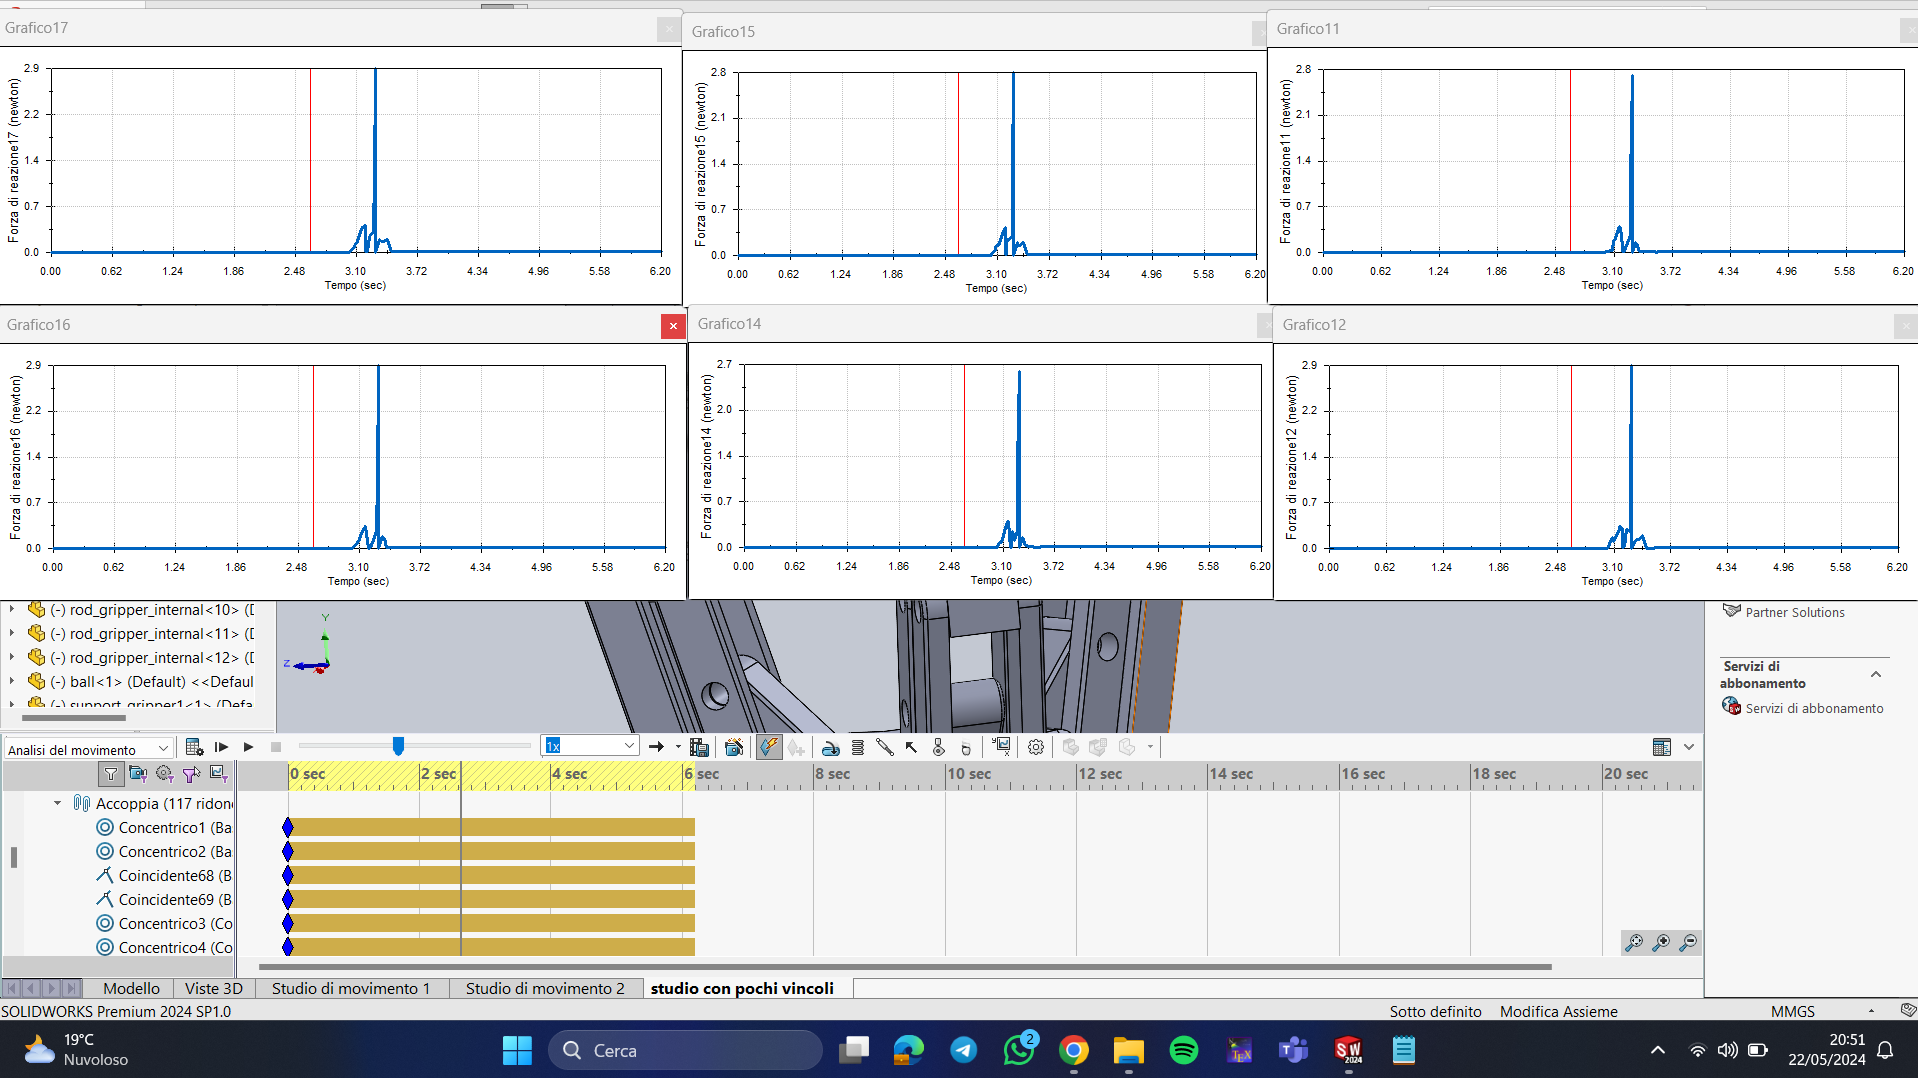 Grafico17
Forza di reazione17 (newton)
2.9
2.2
1.4
0.7
0.0
0.00 0.62 1.24 1.86 2.48 3.10 3.72 4.34 4.96 5.58 6.20
Tempo (sec)
Grafico15
Forza di reazione15 (newton)
2.8
2.1
1.4
0.7
0.0
0.00 0.62 1.24 1.86 2.48 3.10 3.72 4.34 4.96 5.58 6.20
Tempo (sec)
Grafico11
Forza di reazione11 (newton)
2.8
2.1
1.4
0.7
0.0
0.00 0.62 1.24 1.86 2.48 3.10 3.72 4.34 4.96 5.58 6.20
Tempo (sec)
Grafico16
Forza di reazione16 (newton)
2.9
2.2
1.4
0.7
0.0
0.00 0.62 1.24 1.86 2.48 3.10 3.72 4.34 4.96 5.58 6.20
Tempo (sec)
Grafico14
Forza di reazione14 (newton)
2.7
2.0
1.4
0.7
0.0
0.00 0.62 1.24 1.86 2.48 3.10 3.72 4.34 4.96 5.58 6.20
Tempo (sec)
Grafico12
Forza di reazione12 (newton)
2.9
2.2
1.4
0.7
0.0
0.00 0.62 1.24 1.86 2.48 3.10 3.72 4.34 4.96 5.58 6.20
Tempo (sec)
(-) rod_gripper_internal<10> (D
(-) rod_gripper_internal<11> (D
(-) rod_gripper_internal<12> (D
(-) ball<1> (Default) <<Defaul
(-) support_gripper1<1> (Defa
Y
Z
Partner Solutions
Servizi di
abbonamento
Servizi di abbonamento
Analisi del movimento
1x
0 sec 2 sec 4 sec 6 sec 8 sec 10 sec 12 sec 14 sec 16 sec 18 sec 20 sec
Accoppia (117 ridon
Concentrico1 (Ba
Concentrico2 (Ba
Coincidente68 (B
Coincidente69 (B
Concentrico3 (Co
Concentrico4 (Co
Modello Viste 3D Studio di movimento 1 Studio di movimento 2 studio con pochi vincoli
SOLIDWORKS Premium 2024 SP1.0 Sotto definito Modifica Assieme MMGS
19°C
Nuvoloso
Cerca
2
TEX
T
SW
2024
20:51
22/05/2024